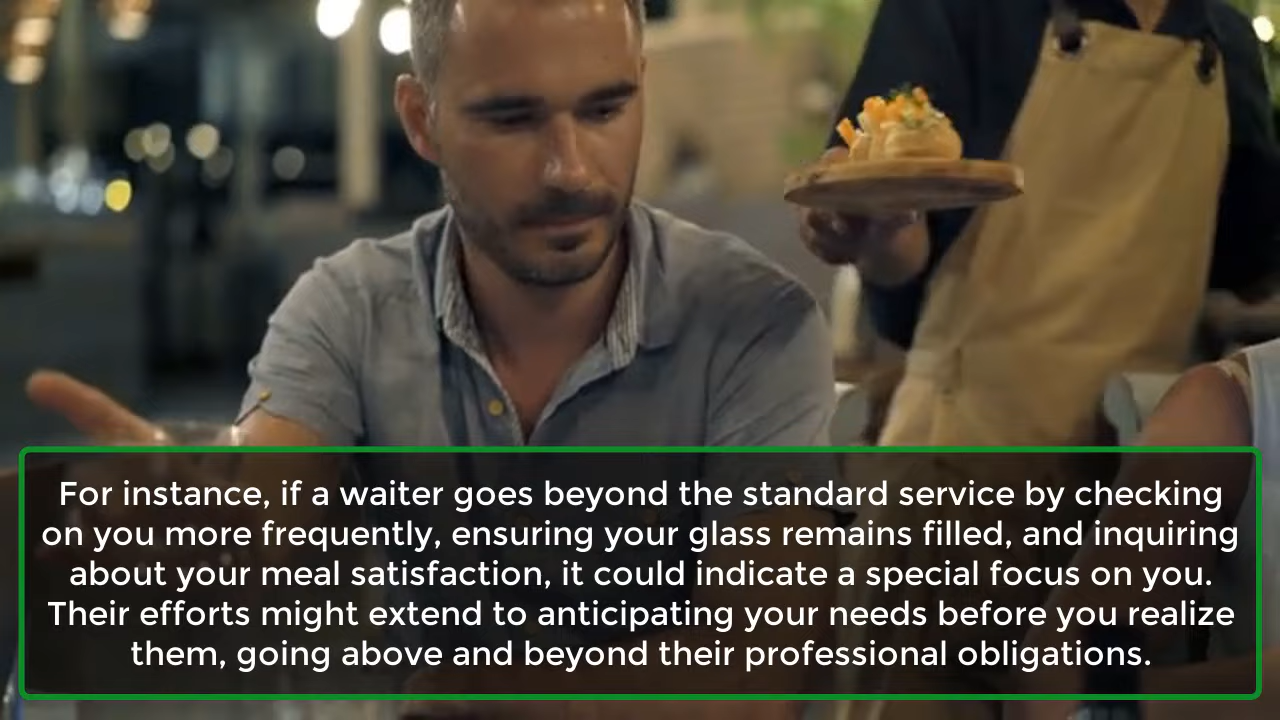 For instance, if a waiter goes beyond the standard service by checking
on you more frequently, ensuring your glass remains filled, and inquiring
about your meal satisfaction, it could indicate a special focus on you.
Their efforts might extend to anticipating your needs before you realize
them, going above and beyond their professional obligations.